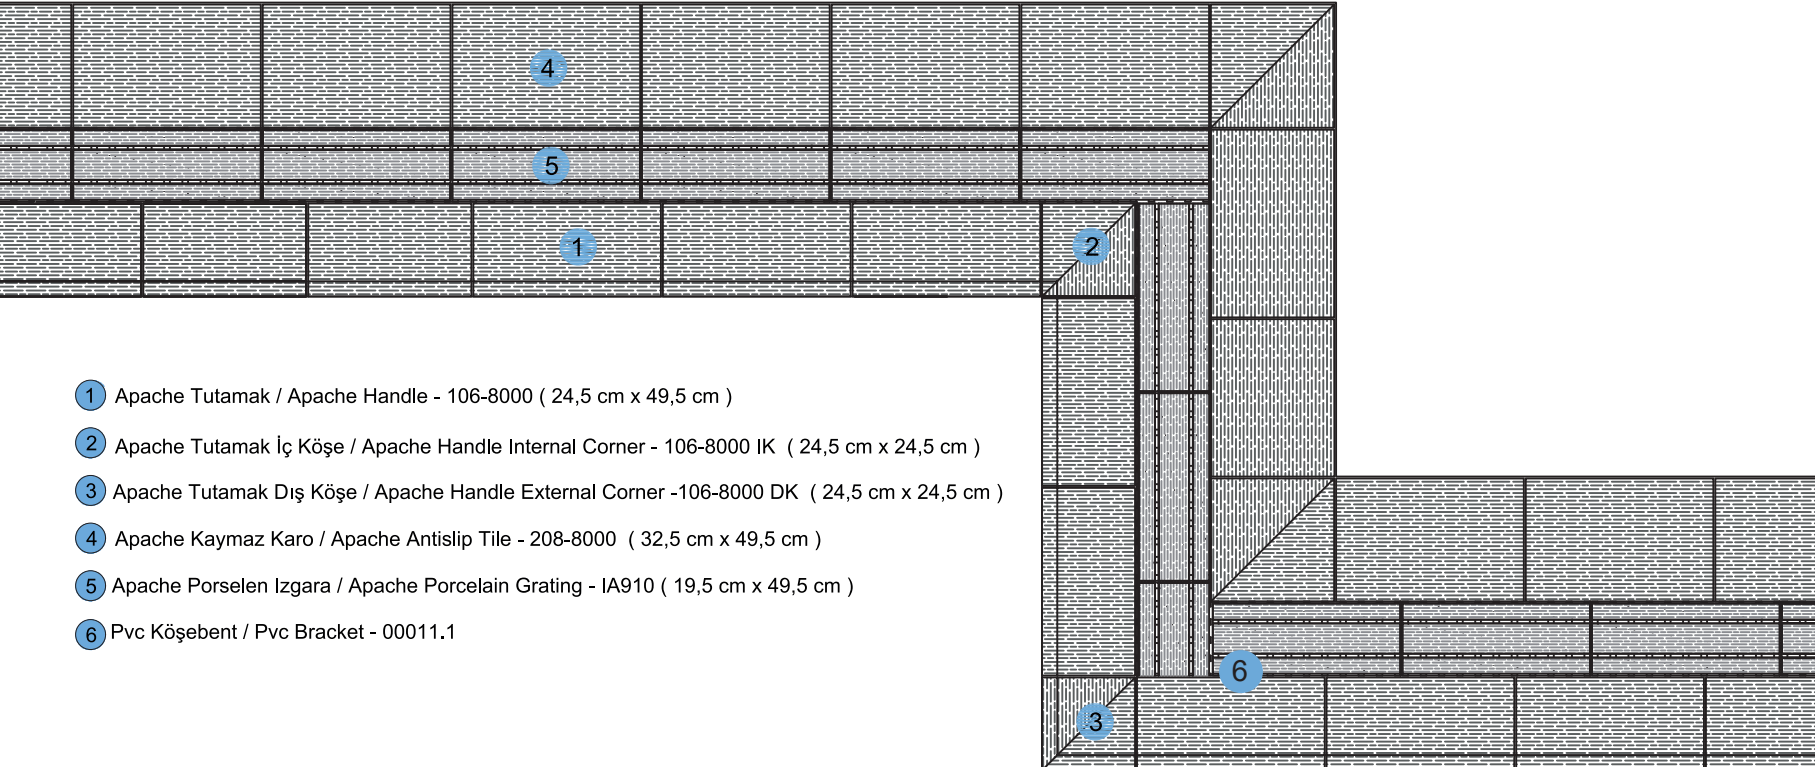 4
5
1
2
1 Apache Tutamak / Apache Handle - 106-8000 ( 24,5 cm x 49,5 cm )
2 Apache Tutamak İç Köşe / Apache Handle Internal Corner - 106-8000 IK ( 24,5 cm x 24,5 cm )
3 Apache Tutamak Dış Köşe / Apache Handle External Corner -106-8000 DK ( 24,5 cm x 24,5 cm )
4 Apache Kaymaz Karo / Apache Antislip Tile - 208-8000 ( 32,5 cm x 49,5 cm )
5 Apache Porselen Izgara / Apache Porcelain Grating - IA910 ( 19,5 cm x 49,5 cm )
6 Pvc Köşebent / Pvc Bracket - 00011.1
6
3